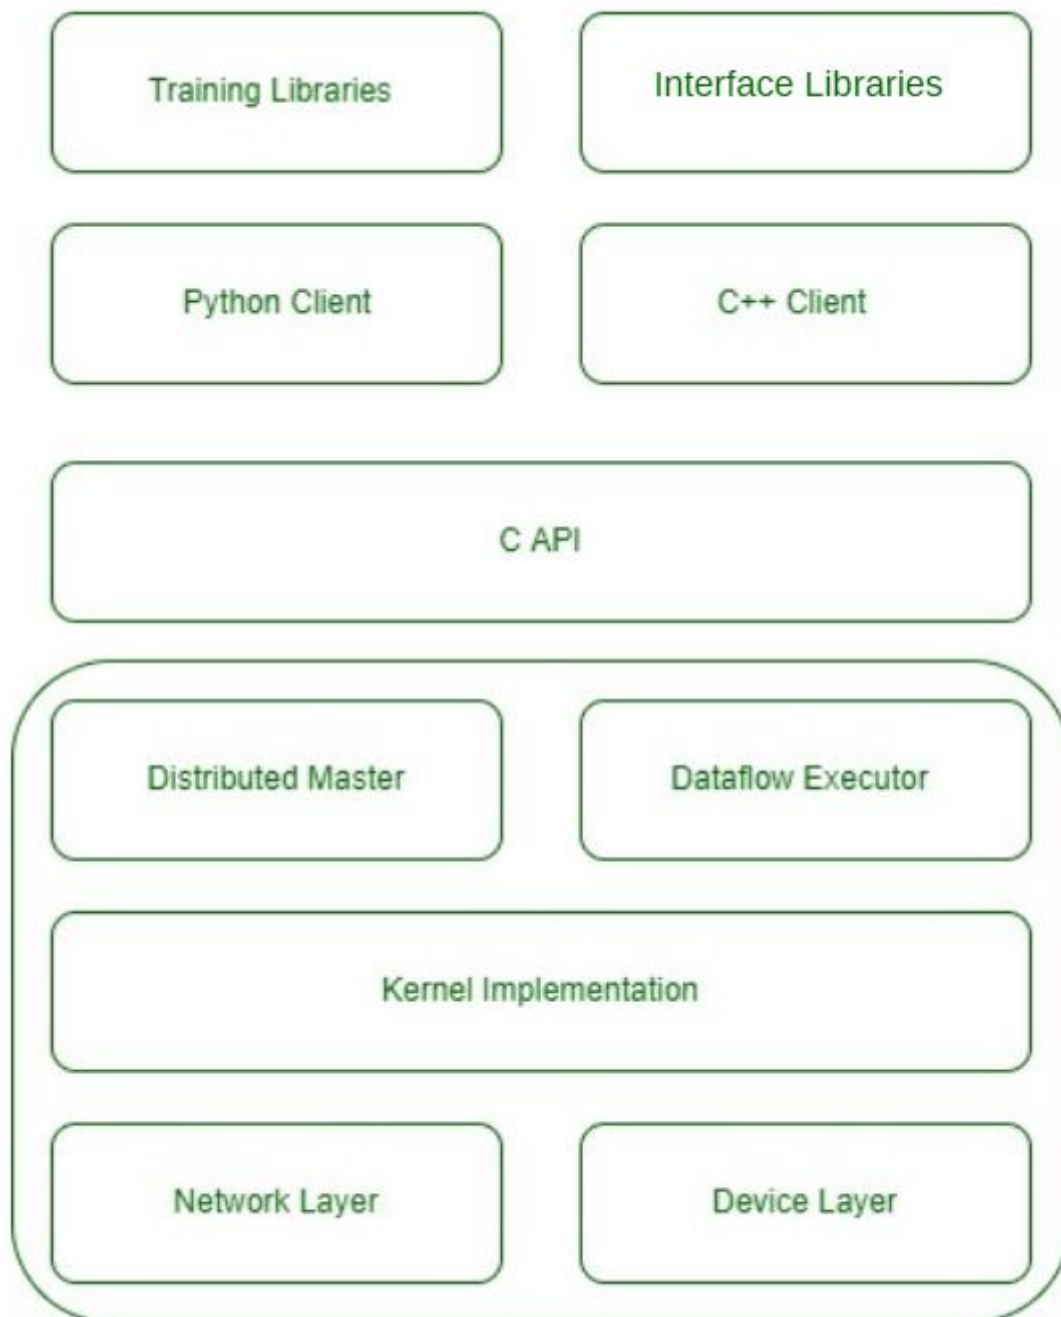 Training Libraries
Interface Libraries
Python Client
C++ Client
C API
Distributed Master
Dataflow Executor
Kernel Implementation
Network Layer
Device Layer